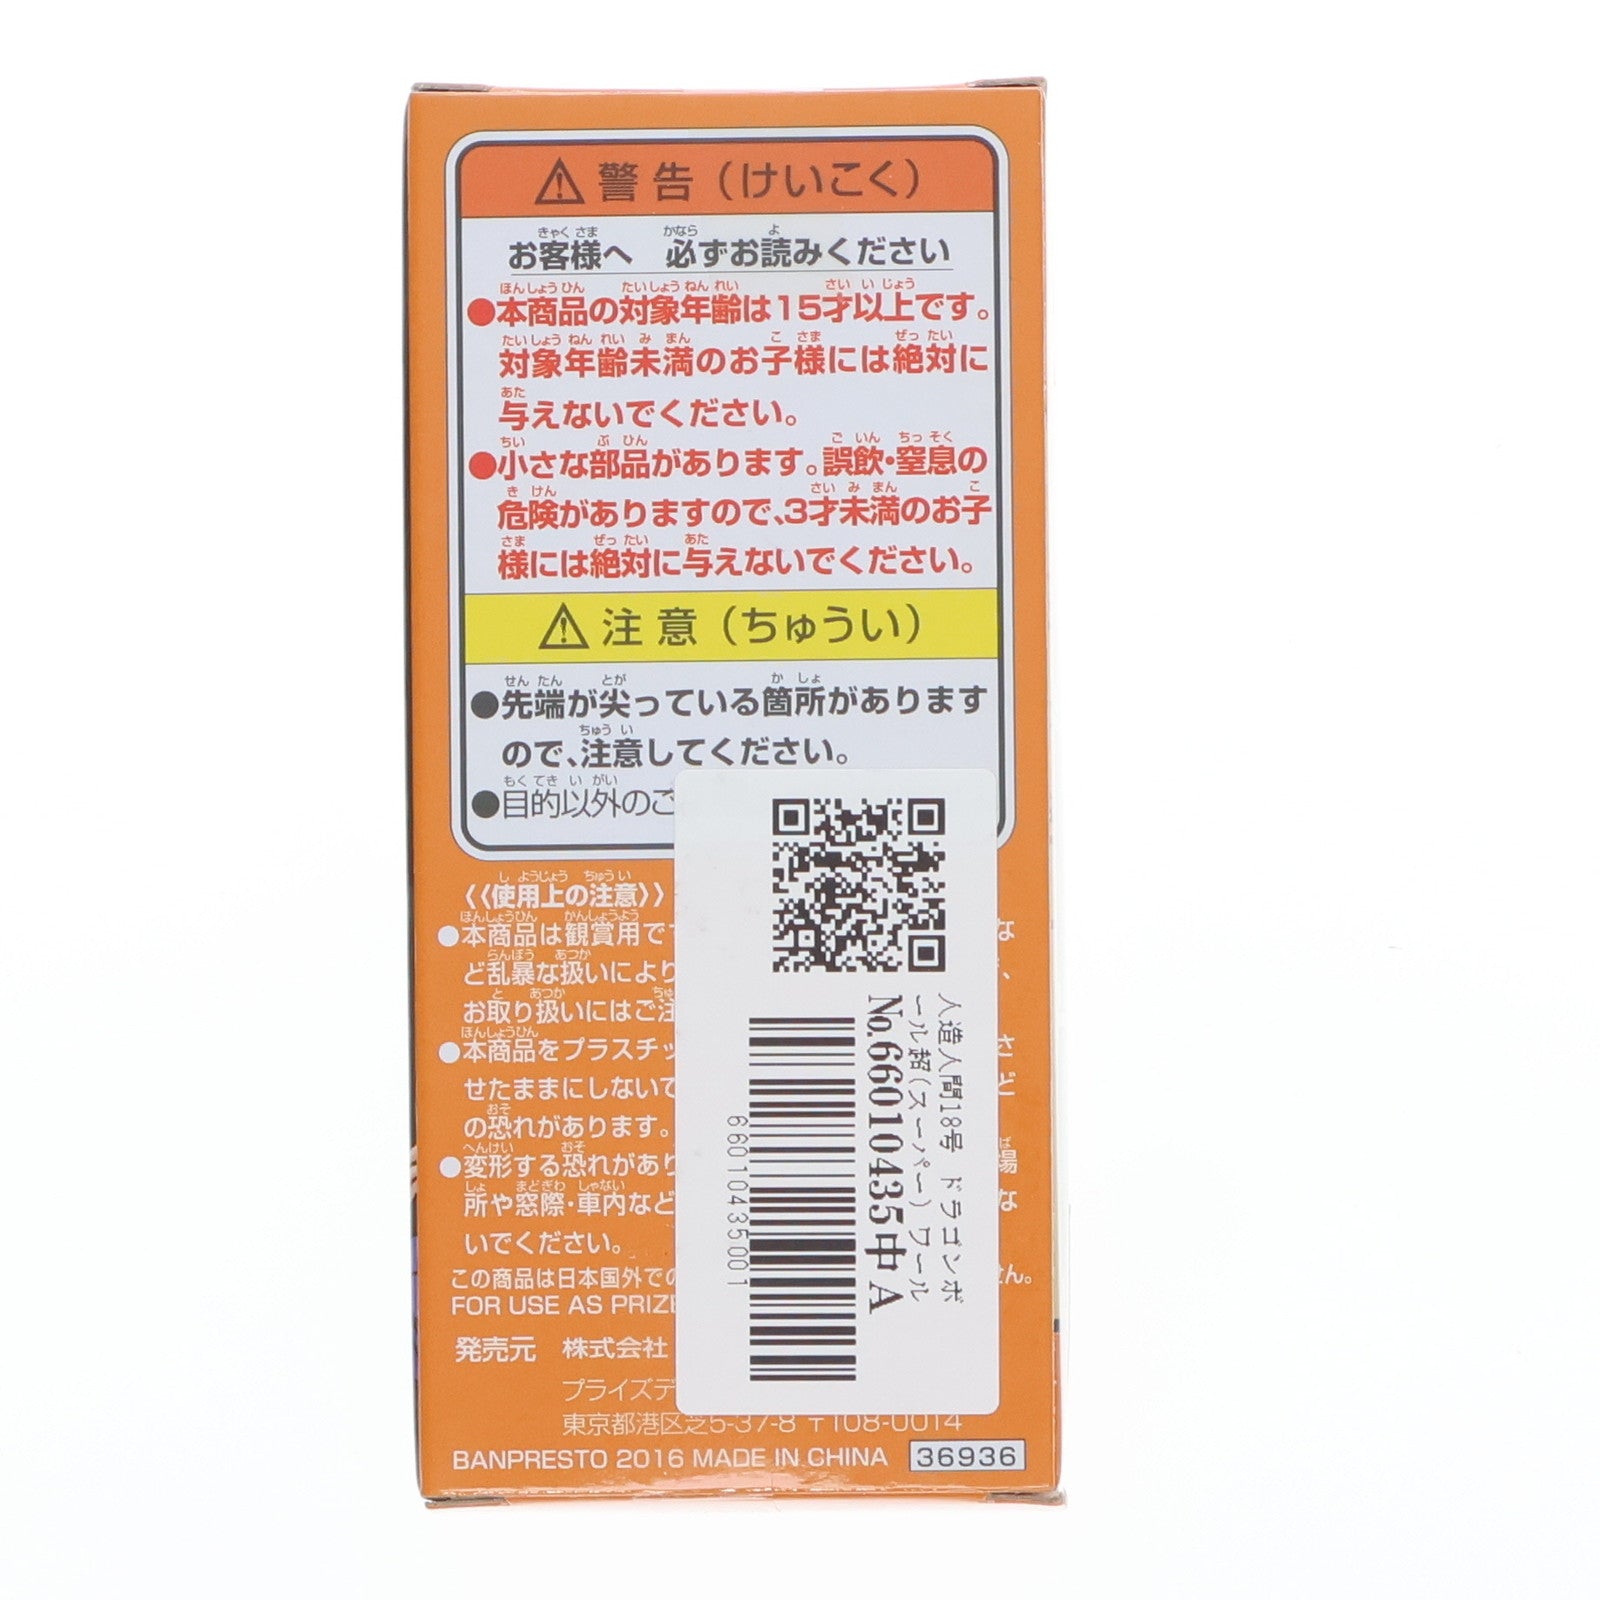 警告（けいこく）
お客様へ 必ずお読みください
●本商品の対象年齢は15才以上です。
対象年齢未満のお子様には絶対に
与えないでください。
●小さな部品があります。誤飲・窒息の
危険がありますので、3才未満のお子
様には絶対に与えないでください。
注意（ちゅうい）
●先端が尖っている箇所があります
ので、注意してください。
●目的以外のご
《使用上の注意》
●本商品は観賞用で
な
ど乱暴な扱いにより
、
お取り扱いにはご注
●本商品をプラスチッ
さ
せたままにしないで
ど
の恐れがあります。
●変形する恐れがあり
場
所や窓際・車内など
な
いでください。
この商品は日本国外での
ん。
FOR USE AS PRIZE
発売元 株式会社
プライズデ
東京都港区芝5-37-8 〒108-0014
BANPRESTO 2016 MADE IN CHINA 36936
人造人間18号 ドラゴンボ
ール超(スーパー) ワール
No.66010435中A
66010435001